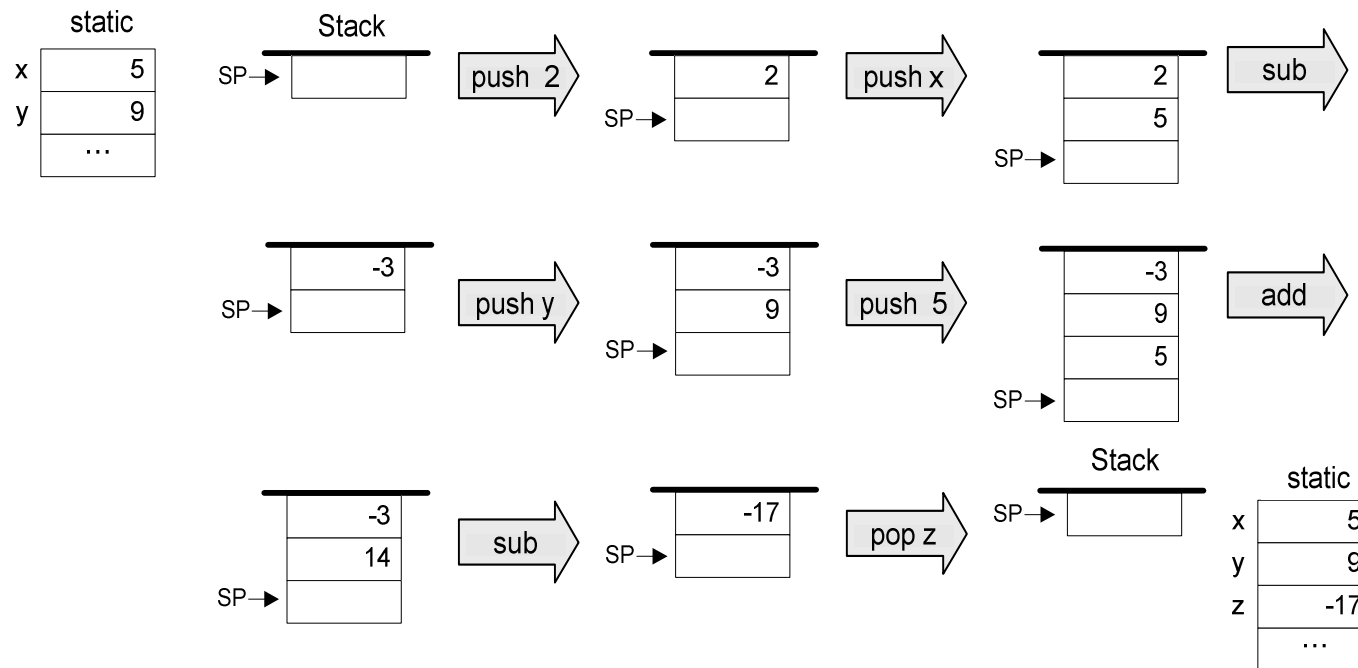 static
Stack
x 5
y 9
...
SP
push 2
2
SP
push x
2
5
SP
sub
-3
SP
push y
-3
9
SP
push 5
-3
9
5
SP
add
-3
14
SP
sub
-17
SP
pop z
Stack
SP
static
x 5
y 9
z -17
...